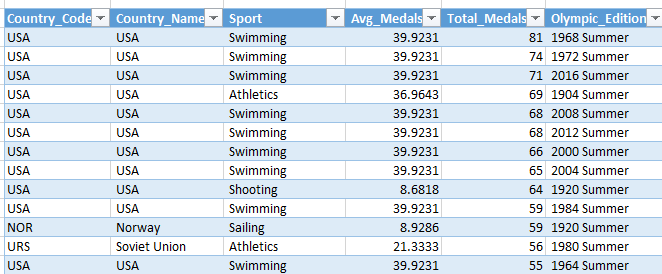 Country_Code Country_Name Sport Avg_Medals Total_Medals Olympic_Edition
USA USA Swimming 39.9231 81 1968 Summer
USA USA Swimming 39.9231 74 1972 Summer
USA USA Swimming 39.9231 71 2016 Summer
USA USA Athletics 36.9643 69 1904 Summer
USA USA Swimming 39.9231 68 2008 Summer
USA USA Swimming 39.9231 68 2012 Summer
USA USA Swimming 39.9231 66 2000 Summer
USA USA Swimming 39.9231 65 2004 Summer
USA USA Shooting 8.6818 64 1920 Summer
USA USA Swimming 39.9231 59 1984 Summer
NOR Norway Sailing 8.9286 59 1920 Summer
URS Soviet Union Athletics 21.3333 56 1980 Summer
USA USA Swimming 39.9231 55 1964 Summer